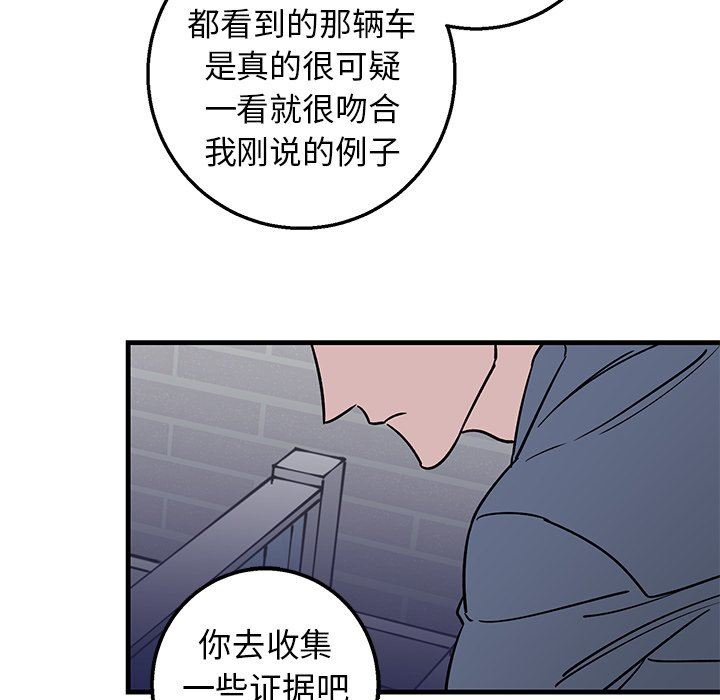 都看到的那辆车
是真的很可疑
一看就很吻合
我刚说的例子
你去收集
一些证据吧